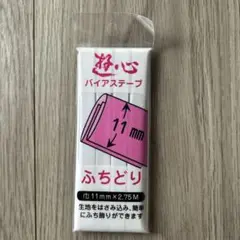 遊心
バイアステープ
11mm
ふちどり
巾11mm×2.75M
生地をはさみ込み、簡単
にふち飾りができます